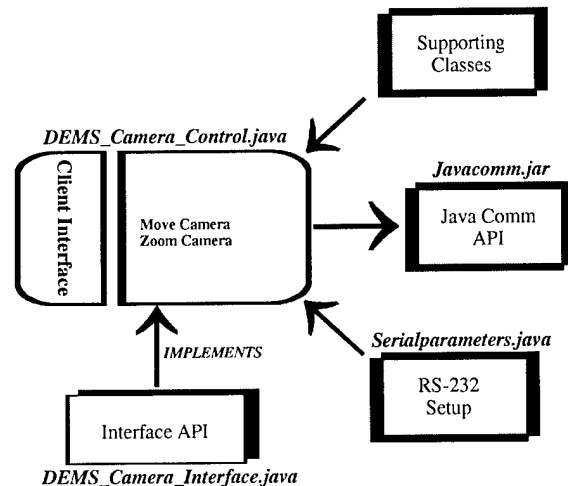 Supporting
Classes
DEMS_Camera_Control.java
Client Interface
Move Camera
Zoom Camera
Javacomm.jar
Java Comm
API
IMPLEMENTS
Serialparameters.java
RS-232
Setup
Interface API
DEMS_Camera_Interface.java